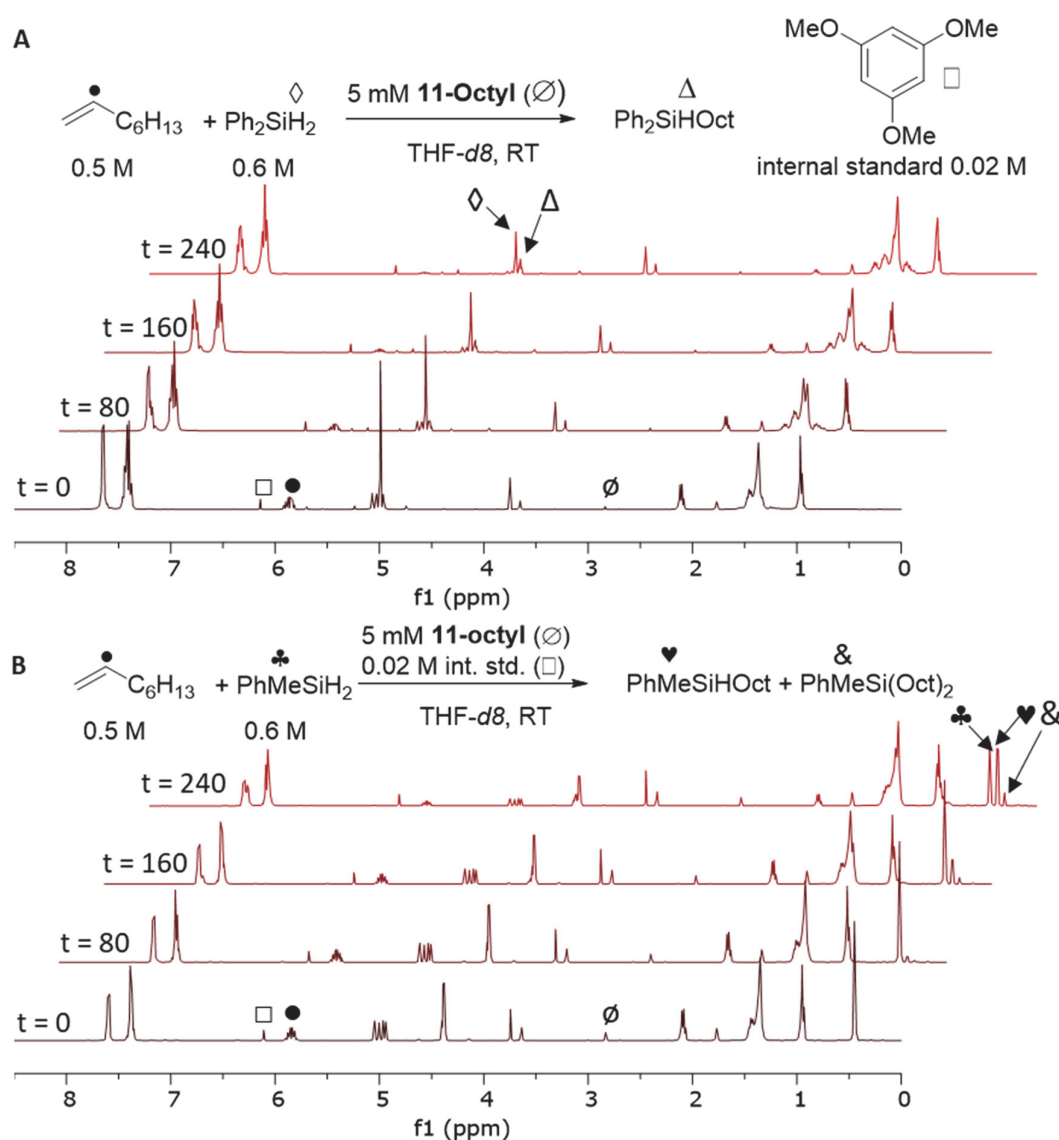 A
MeO OMe
OMe
◊
C6H13 + Ph2SiH2
5 mM 11-Octyl (∅)
THF-d8, RT
Δ
Ph2SiHOct
□
0.5 M 0.6 M
internal standard 0.02 M
◊ Δ
t = 240
t = 160
t = 80
t = 0
□ ● ø
8 7 6 5 4 3 2 1 0
f1 (ppm)
B
● ♣
C6H13 + PhMeSiH2
5 mM 11-octyl (∅)
0.02 M int. std. (□)
THF-d8, RT
♥ &
PhMeSiHOct + PhMeSi(Oct)2
0.5 M 0.6 M
♣ ♥ &
t = 240
t = 160
t = 80
t = 0
□ ● ø
8 7 6 5 4 3 2 1 0
f1 (ppm)